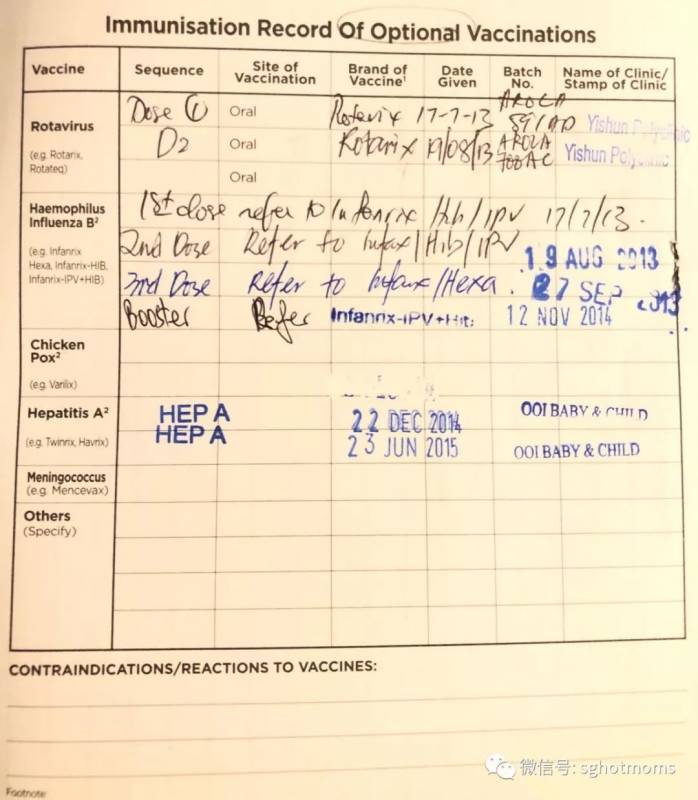 Immunisation Record Of Optional Vaccinations
Vaccine Sequence Site of Vaccination Brand of Vaccine¹ Date Given Batch No. Name of Clinic/ Stamp of Clinic
Rotavirus
(e.g. Rotarix, Rotateq)
Dose 1 Oral Rotarix 17-7-13 Yishun
D2 Oral Rotarix 19/08/13 Yishun
Oral
Haemophilus Influenza B²
(e.g. Infanrix Hexa, Infanrix-HIB, Infanrix-IPV+HIB)
1st dose refer to Infanrix Hib/IPV 17/7/13.
2nd Dose Refer to Infax/Hib/IPV 19 AUG 2013
3rd Dose Refer to Infanx/Hexa. 27 SEP 2013
Booster Refer Infanrix-IPV+Hib 12 NOV 2014
Chicken Pox²
(e.g. Varilix)
Hepatitis A²
(e.g. Twinrix, Havrix)
HEP A 22 DEC 2014 OOI BABY & CHILD
HEP A 23 JUN 2015 OOI BABY & CHILD
Meningococcus
(e.g. Mencevax)
Others
(Specify)
CONTRAINDICATIONS/REACTIONS TO VACCINES:
Footnote
微信号: sghotmoms